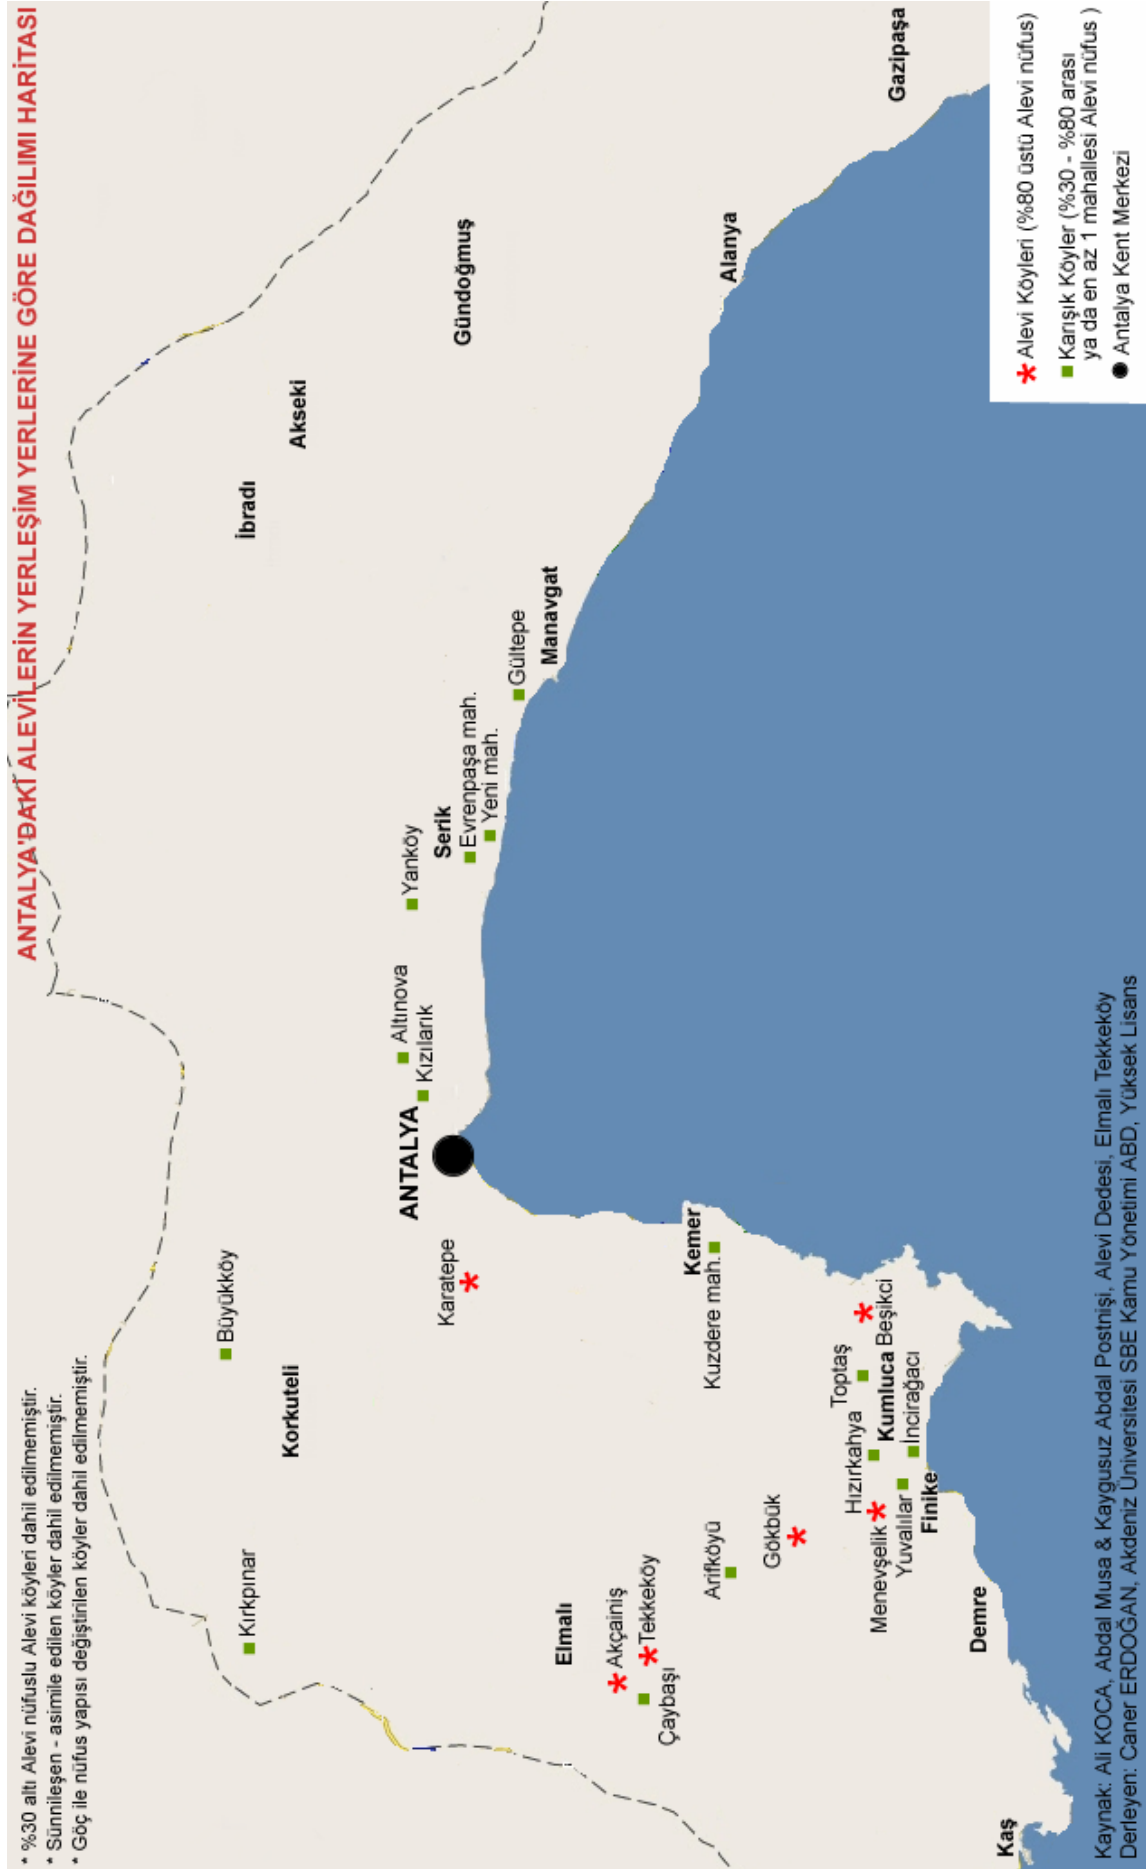 ANTALYA'DAKİ ALEVİLERİN YERLEŞİM YERLERİNE GÖRE DAĞILIMI HARİTASI
* %30 altı Alevi nüfuslu Alevi köyleri dahil edilmemiştir.
* Sünnileşen - asimile edilen köyler dahil edilmemiştir.
* Göç ile nüfus yapısı değiştirilen köyler dahil edilmemiştir.
Büyükköy
Kırkpınar
Korkuteli
İbradı
Akseki
Gündoğmuş
Altınova
Kızılarık
ANTALYA
Yanköy
Serik
Evrenpaşa mah.
Yeni mah.
Gültepe
Manavgat
Karatepe
Elmalı
Akçainiş
Tekkeköy
Çaybaşı
Kemer
Kuzdere mah.
Arifköyü
Gökbük
Alanya
Gazipaşa
Toptaş
Hızırkahya
Beşikci
Kumluca
Menevşelik
İncirağacı
Yuvalılar
Finike
Demre
Kaş
* Alevi Köyleri (%80 üstü Alevi nüfus)
Karışık Köyler (%30 - %80 arası
ya da en az 1 mahallesi Alevi nüfus )
Antalya Kent Merkezi
Kaynak: Ali KOCA, Abdal Musa & Kaygusuz Abdal Postnişi, Alevi Dedesi, Elmalı Tekkeköy
Derleyen: Caner ERDOĞAN, Akdeniz Üniversitesi SBE Kamu Yönetimi ABD, Yüksek Lisans